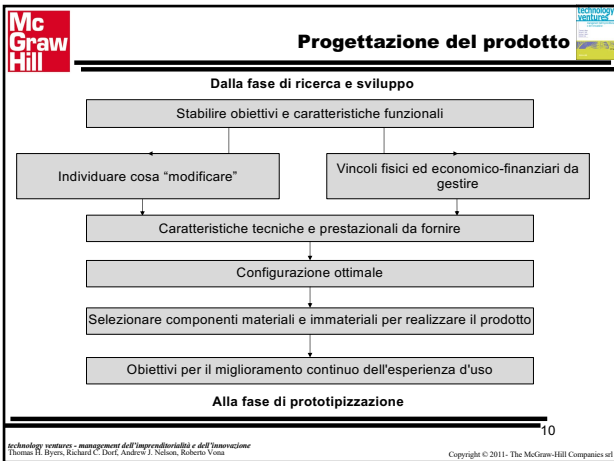 Mc
Graw
Hill
Progettazione del prodotto
technology
ventures
Dalla fase di ricerca e sviluppo
Stabilire obiettivi e caratteristiche funzionali
Individuare cosa “modificare”
Vincoli fisici ed economico-finanziari da
gestire
Caratteristiche tecniche e prestazionali da fornire
Configurazione ottimale
Selezionare componenti materiali e immateriali per realizzare il prodotto
Obiettivi per il miglioramento continuo dell'esperienza d'uso
Alla fase di prototipizzazione
10
technology ventures - management dell'imprenditorialità e dell'innovazione
Thomas H. Byers, Richard C. Dorf, Andrew J. Nelson, Roberto Vona
Copyright © 2011- The McGraw-Hill Companies srl